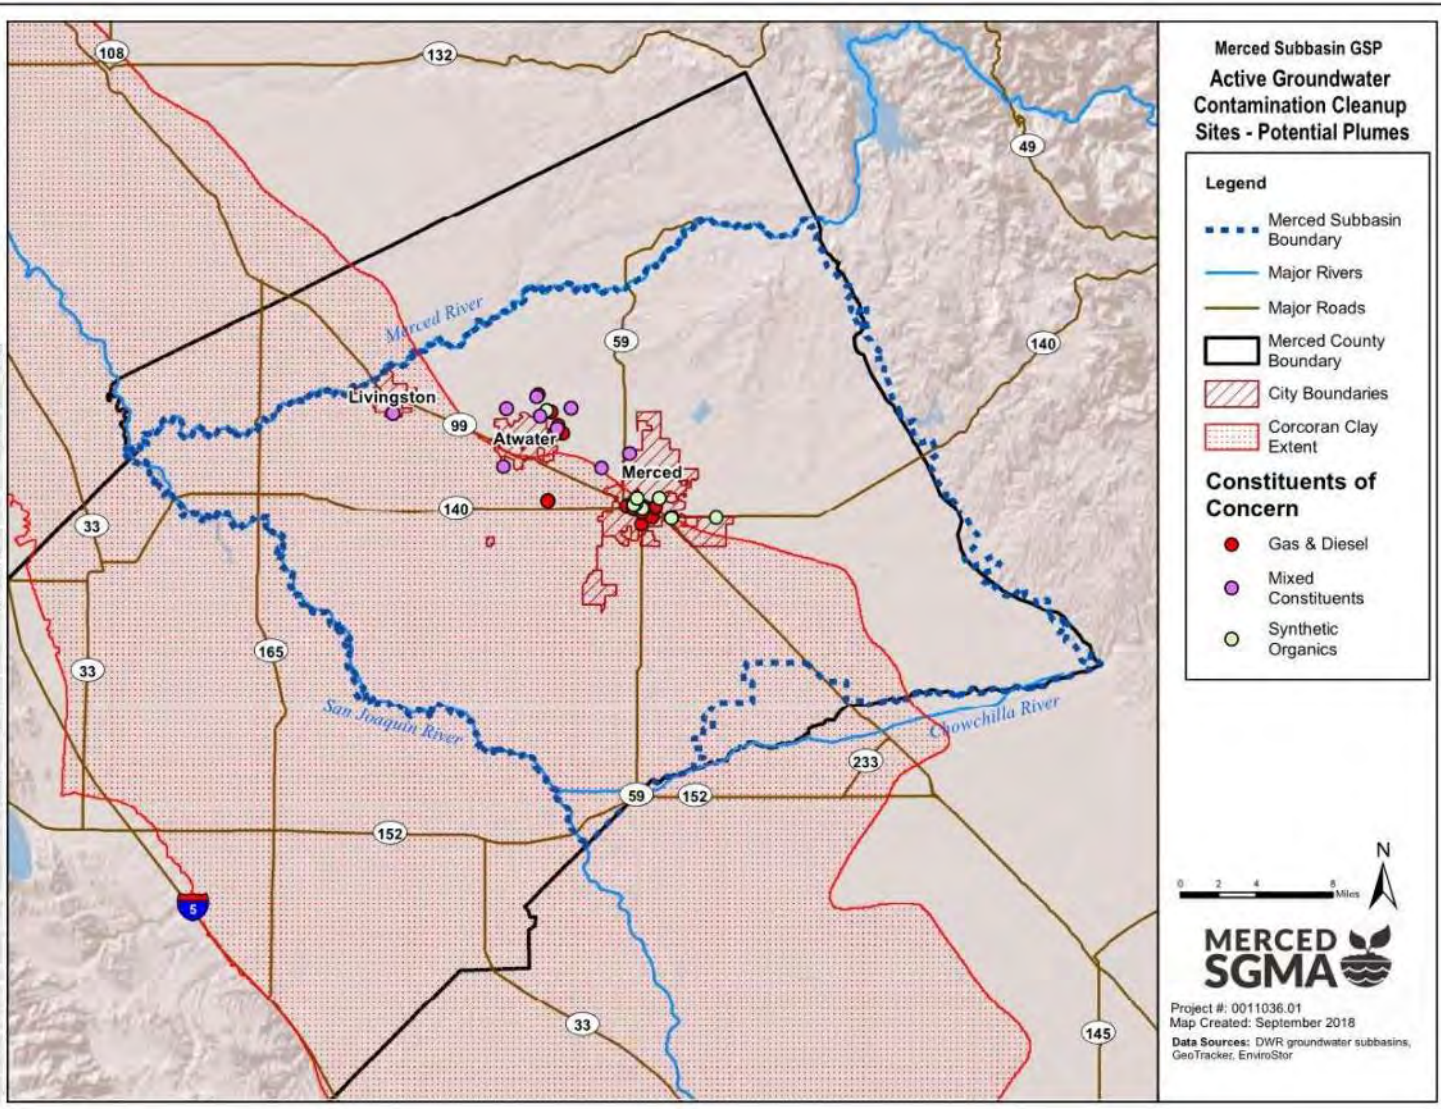 108
132
49
Merced River
59
140
Livingston
99
Atwater
Merced
140
33
33
165
San Joaquin River
Chowchilla River
233
59
152
152
5
33
145
Merced Subbasin GSP
Active Groundwater
Contamination Cleanup
Sites - Potential Plumes
Legend
Merced Subbasin
Boundary
Major Rivers
Major Roads
Merced County
Boundary
City Boundaries
Corcoran Clay
Extent
Constituents of
Concern
Gas & Diesel
Mixed
Constituents
Synthetic
Organics
N
0 2 4 8
Miles
MERCED
SGMA
Project #: 0011036.01
Map Created: September 2018
Data Sources: DWR groundwater subbasins,
GeoTracker, EnviroStor